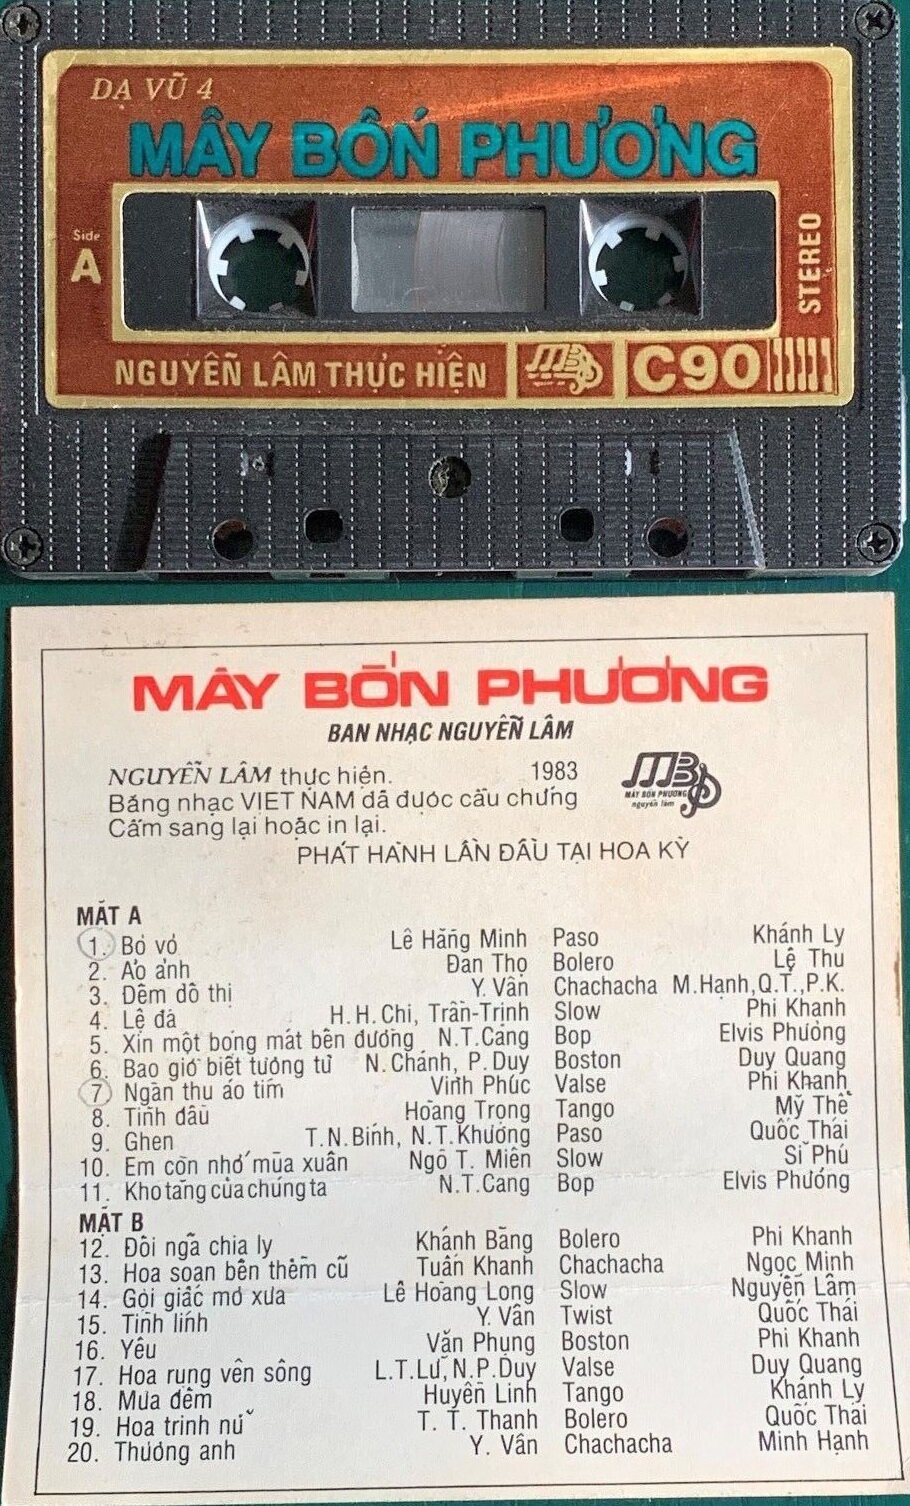 DẠ VŨ 4
MÂY BỐN PHƯƠNG
Side
A
STEREO
NGUYỄN LÂM THỰC HIỆN
MB
C90
MÂY BỐN PHƯƠNG
BAN NHẠC NGUYỄN LÂM
NGUYỄN LÂM thực hiện. 1983
Băng nhạc VIET NAM đã được cầu chứng
Cấm sang lại hoặc in lại.
MB
MÂY BỐN PHƯƠNG
nguyễn lâm
PHÁT HÀNH LẦN ĐẦU TẠI HOA KỲ
MẶT A
1. Bơ vơ Lê Hằng Minh Paso Khánh Ly
2. Ảo ảnh Đan Thọ Bolero Lệ Thu
3. Đêm đô thị Y. Vân Chachacha M.Hạnh,Q.T.,P.K.
4. Lệ đá H.H.Chi, Trần-Trịnh Slow Phi Khanh
5. Xin một bóng mát bên đường N.T.Cang Bop Elvis Phương
6. Bao giờ biết tương tư N.Chánh, P.Duy Boston Duy Quang
7. Ngàn thu áo tím Vĩnh Phúc Valse Phi Khanh
8. Tình đầu Hoàng Trọng Tango Mỹ Thể
9. Ghen T.N.Bính, N.T.Khương Paso Quốc Thái
10. Em còn nhớ mùa xuân Ngô T. Miên Slow Sĩ Phú
11. Kho tàng của chúng ta N.T.Cang Bop Elvis Phương
MẶT B
12. Đôi ngã chia ly Khánh Băng Bolero Phi Khanh
13. Hoa soan bên thềm cũ Tuấn Khanh Chachacha Ngọc Minh
14. Gọi giấc mơ xưa Lê Hoàng Long Slow Nguyễn Lâm
15. Tình lính Y. Vân Twist Quốc Thái
16. Yêu Văn Phụng Boston Phi Khanh
17. Hoa rụng vên sông L.T.Lư,N.P.Duy Valse Duy Quang
18. Mưa đêm Huyền Linh Tango Khánh Ly
19. Hoa trinh nữ T. T. Thanh Bolero Quốc Thái
20. Thương anh Y. Vân Chachacha Minh Hạnh